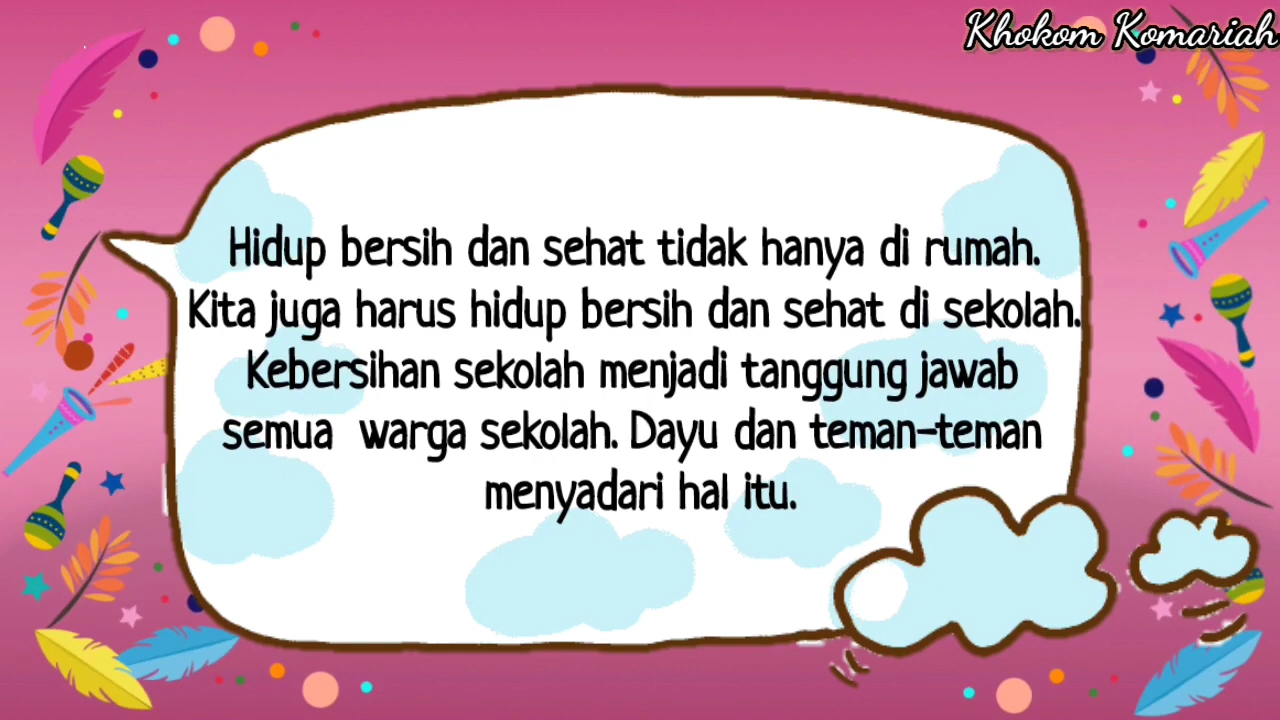 Khokom Komariah
Hidup bersih dan sehat tidak hanya di rumah.
Kita juga harus hidup bersih dan sehat di sekolah.
Kebersihan sekolah menjadi tanggung jawab
semua warga sekolah. Dayu dan teman-teman
menyadari hal itu.